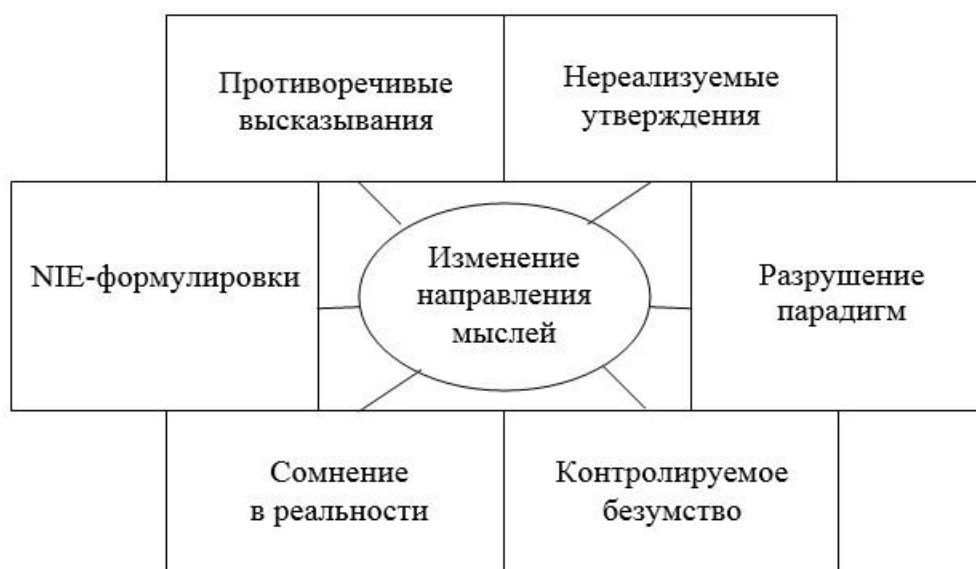 Противоречивые
высказывания
Нереализуемые
утверждения
NIE-формулировки
Изменение
направления
мыслей
Разрушение
парадигм
Сомнение
в реальности
Контролируемое
безумство